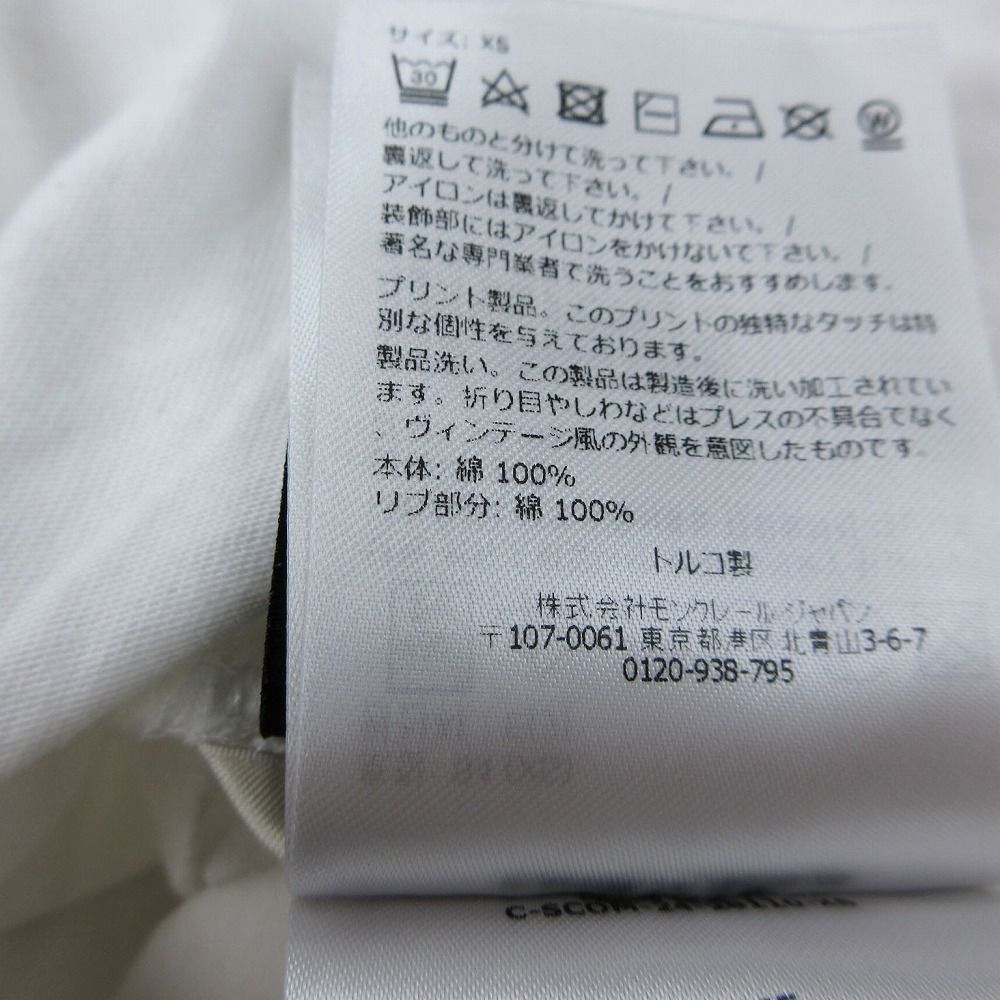 サイズ: XS
30
W
他のものと分けて洗って下さい。 /
裏返して洗って下さい。 /
アイロンは裏返してかけて下さい。 /
装飾部にはアイロンをかけないで下さい。 /
著名な専門業者で洗うことをおすすめします。
プリント製品。このプリントの独特なタッチは特
別な個性を与えております。
製品洗い。この製品は製造後に洗い加工されてい
ます。折り目やしわなどはプレスの不具合でなく
、ヴィンテージ風の外観を意図したものです。
本体: 綿 100%
リブ部分: 綿 100%
トルコ製
株式会社モンクレール ジャパン
〒107-0061 東京都港区北青山3-6-7
0120-938-795